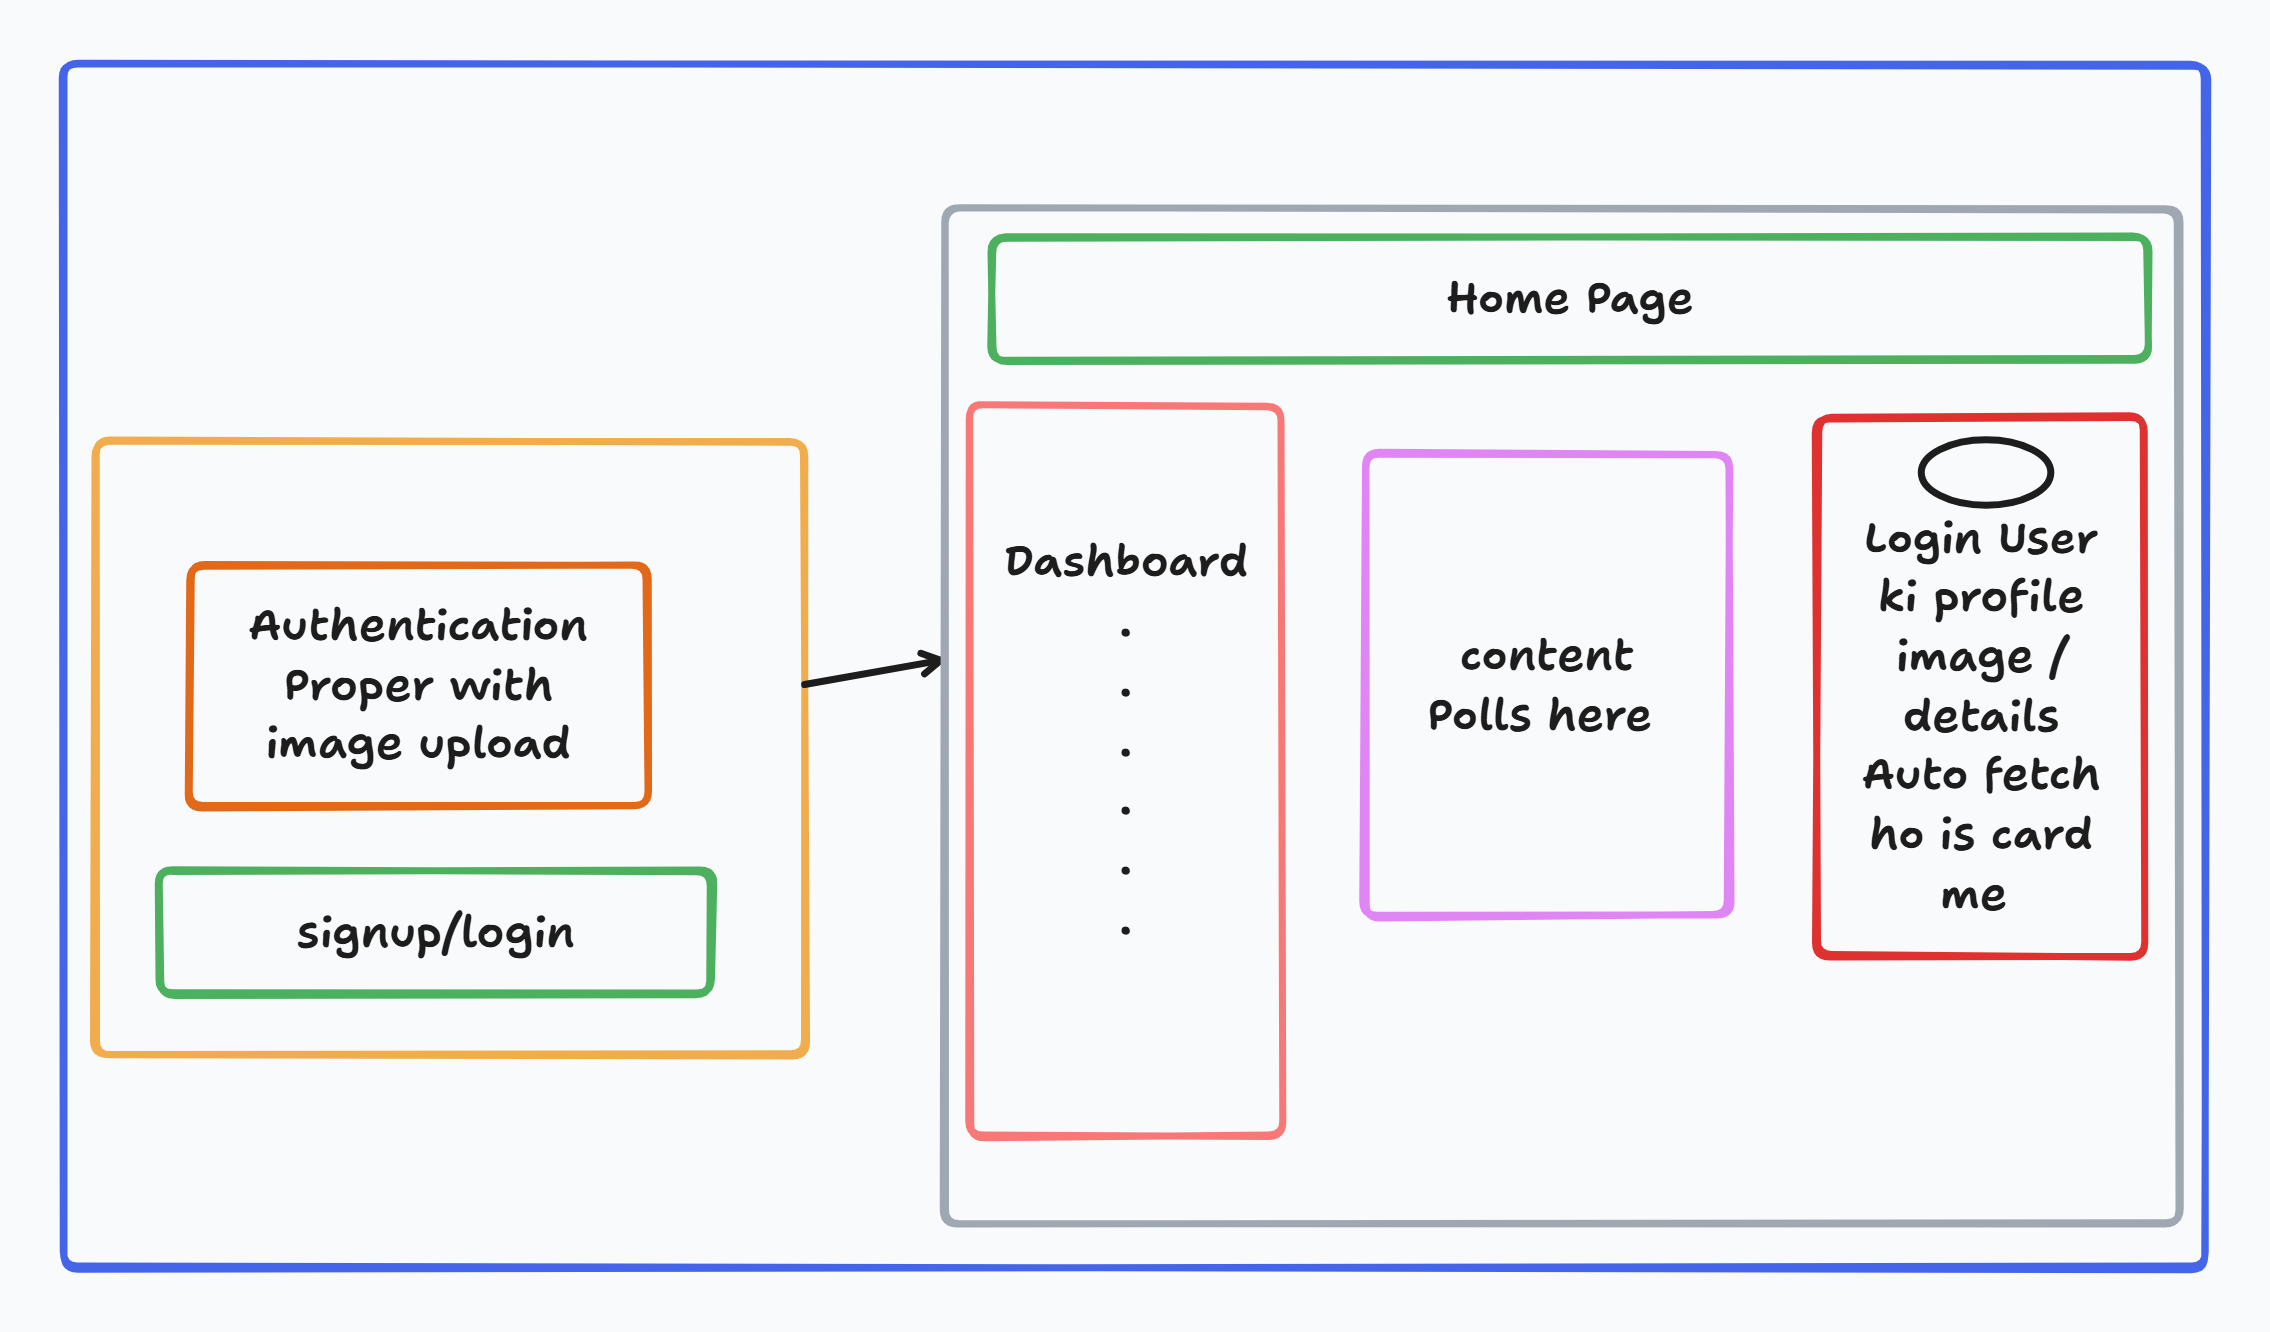 Home Page
Authentication
Proper with
image upload
signup/login
Dashboard
.
.
.
.
.
.
content
Polls here
Login User
ki profile
image /
details
Auto fetch
ho is card
me